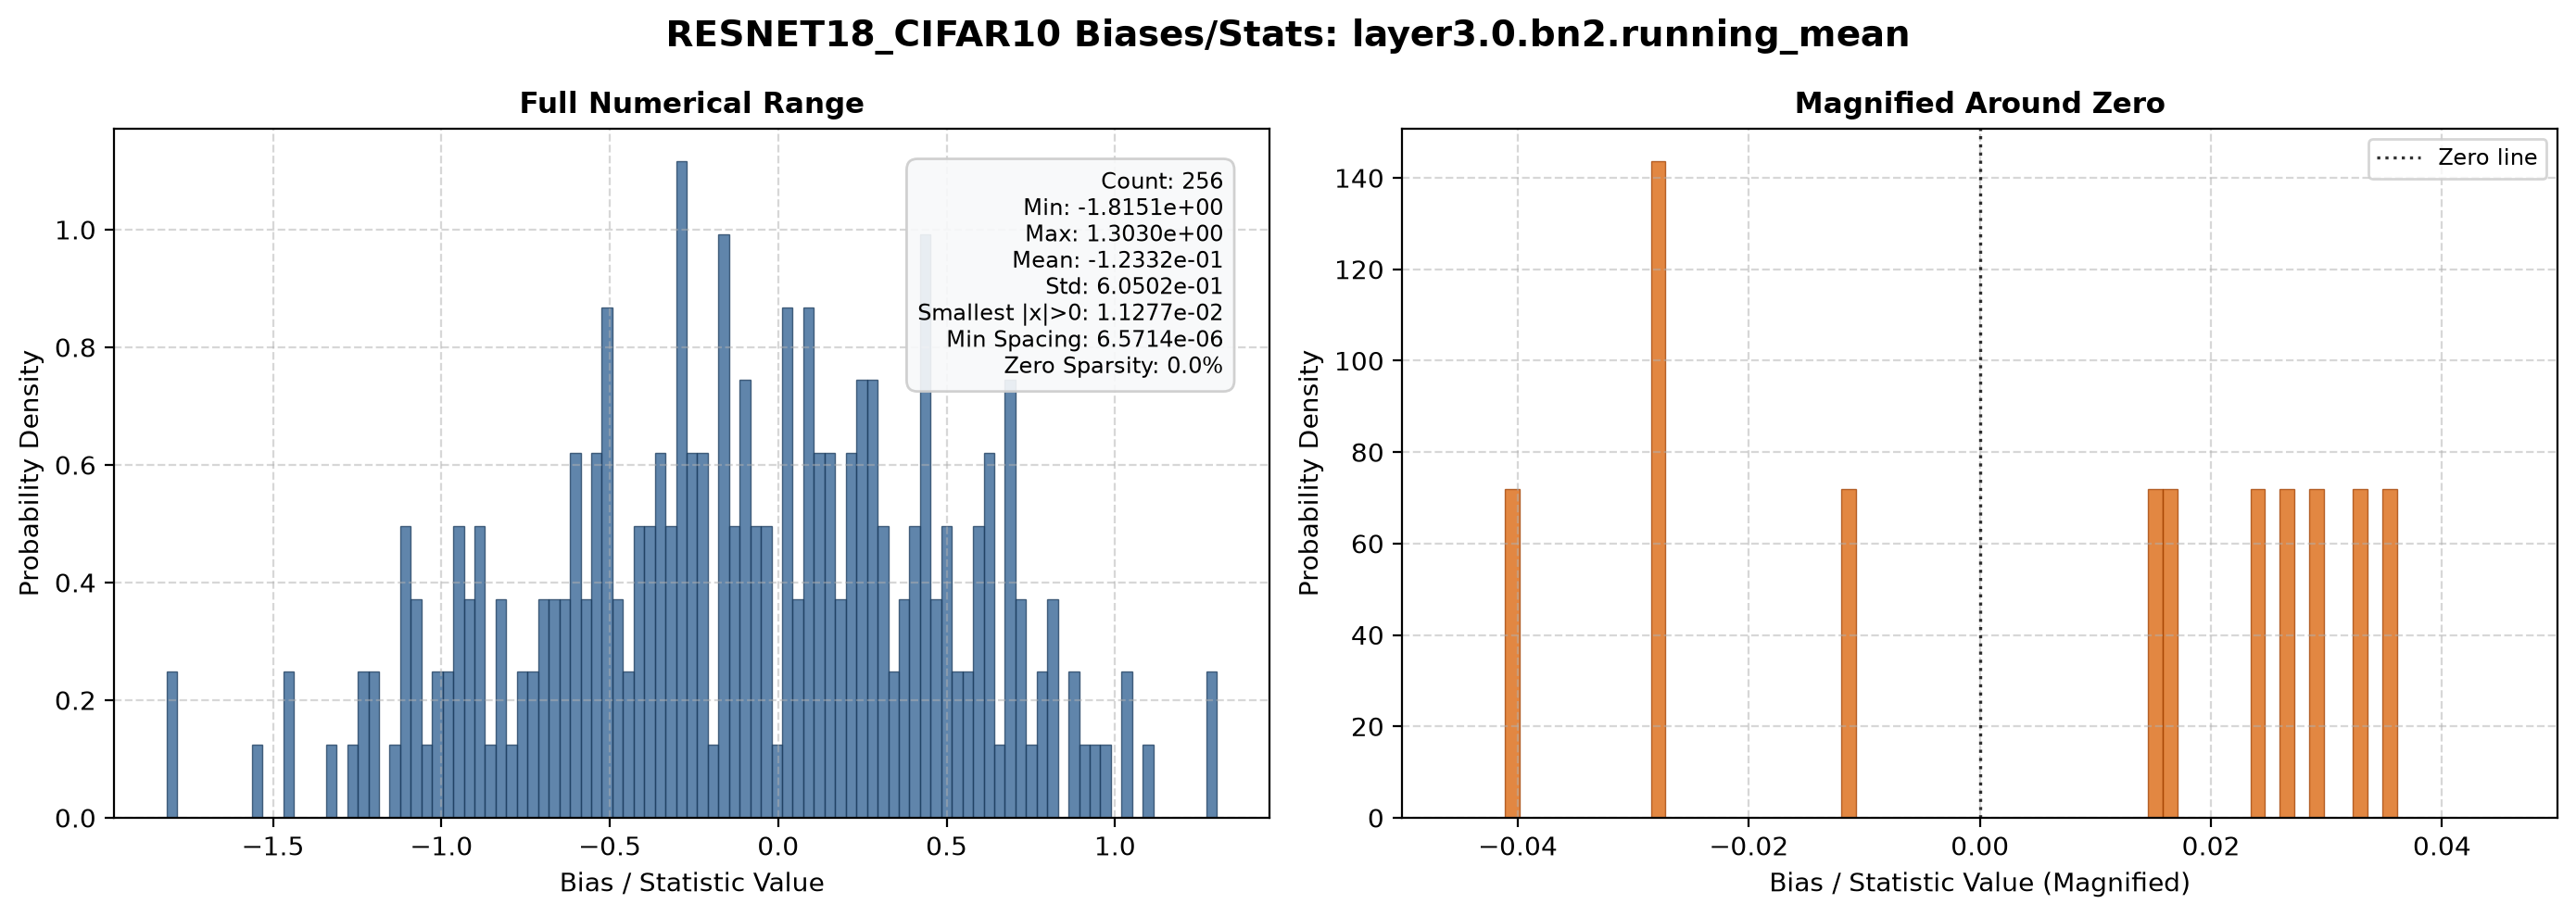 RESNET18_CIFAR10 Biases/Stats: layer3.0.bn2.running_mean
Full Numerical Range
Count: 256
Min: -1.8151e+00
Max: 1.3030e+00
Mean: -1.2332e-01
Std: 6.0502e-01
Smallest |x|>0: 1.1277e-02
Min Spacing: 6.5714e-06
Zero Sparsity: 0.0%
Probability Density
1.0
0.8
0.6
0.4
0.2
0.0
−1.5 −1.0 −0.5 0.0 0.5 1.0
Bias / Statistic Value
Magnified Around Zero
Zero line
Probability Density
140
120
100
80
60
40
20
0
−0.04 −0.02 0.00 0.02 0.04
Bias / Statistic Value (Magnified)